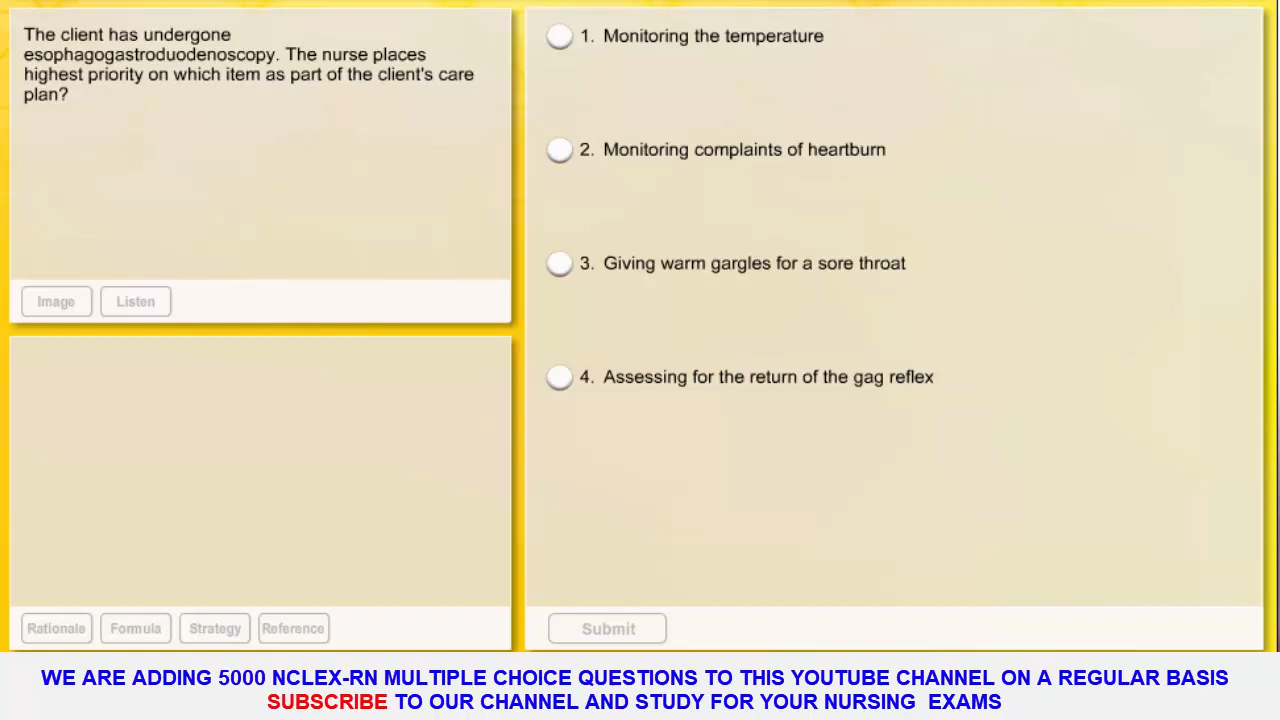 The client has undergone
esophagogastroduodenoscopy. The nurse places
highest priority on which item as part of the client's care
plan?
Image Listen
1. Monitoring the temperature
2. Monitoring complaints of heartburn
3. Giving warm gargles for a sore throat
4. Assessing for the return of the gag reflex
Rationale Formula Strategy Reference
Submit
WE ARE ADDING 5000 NCLEX-RN MULTIPLE CHOICE QUESTIONS TO THIS YOUTUBE CHANNEL ON A REGULAR BASIS
SUBSCRIBE TO OUR CHANNEL AND STUDY FOR YOUR NURSING EXAMS